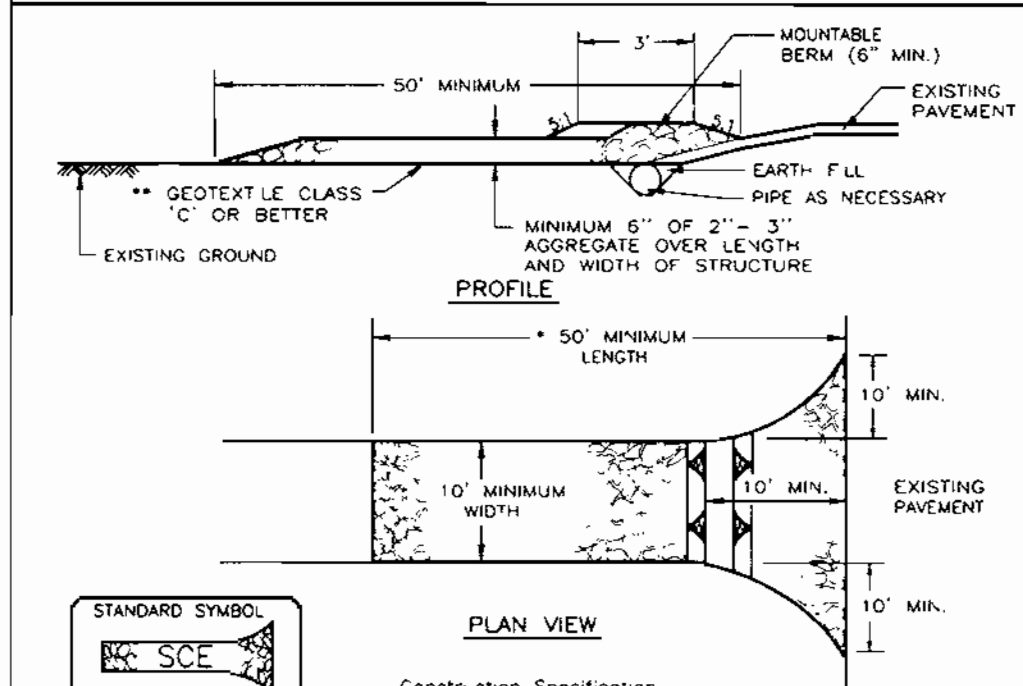 3'
MOUNTABLE
BERM (6" MIN.)
50' MINIMUM
EXISTING
PAVEMENT
5:1
5:1
** GEOTEXTILE CLASS
'C' OR BETTER
EARTH FILL
PIPE AS NECESSARY
MINIMUM 6" OF 2"- 3"
AGGREGATE OVER LENGTH
AND WIDTH OF STRUCTURE
EXISTING GROUND
PROFILE
* 50' MINIMUM
LENGTH
10' MIN.
10' MINIMUM
WIDTH
10' MIN.
EXISTING
PAVEMENT
10' MIN.
STANDARD SYMBOL
SCE
PLAN VIEW
Construction Specification